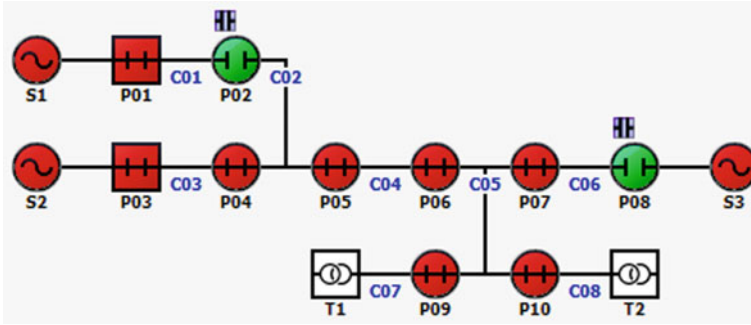 C01 C02
S1 P01 P02
C03 C04 C05 C06
S2 P03 P04 P05 P06 P07 P08 S3
C07 C08
T1 P09 P10 T2